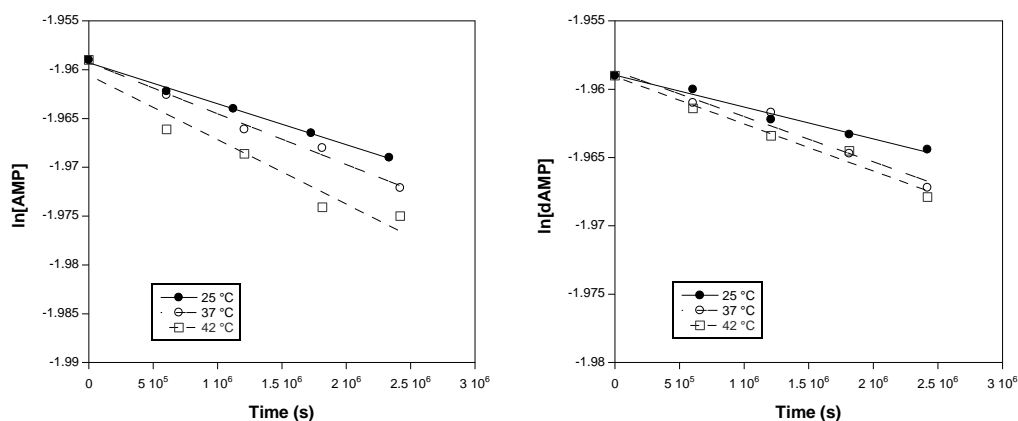 -1.955
-1.96
-1.965
-1.97
-1.975
-1.98
-1.985
-1.99
ln[AMP]
25 °C
37 °C
42 °C
0
5 10⁵
1 10⁶
1.5 10⁶
2 10⁶
2.5 10⁶
3 10⁶
Time (s)
-1.955
-1.96
-1.965
-1.97
-1.975
-1.98
ln[dAMP]
25 °C
37 °C
42 °C
0
5 10⁵
1 10⁶
1.5 10⁶
2 10⁶
2.5 10⁶
3 10⁶
Time (s)